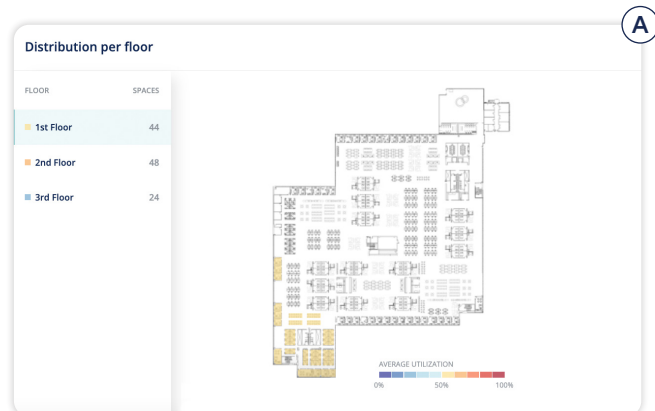 A
Distribution per floor
FLOOR SPACES
1st Floor 44
2nd Floor 48
3rd Floor 24
AVERAGE UTILIZATION
0% 50% 100%